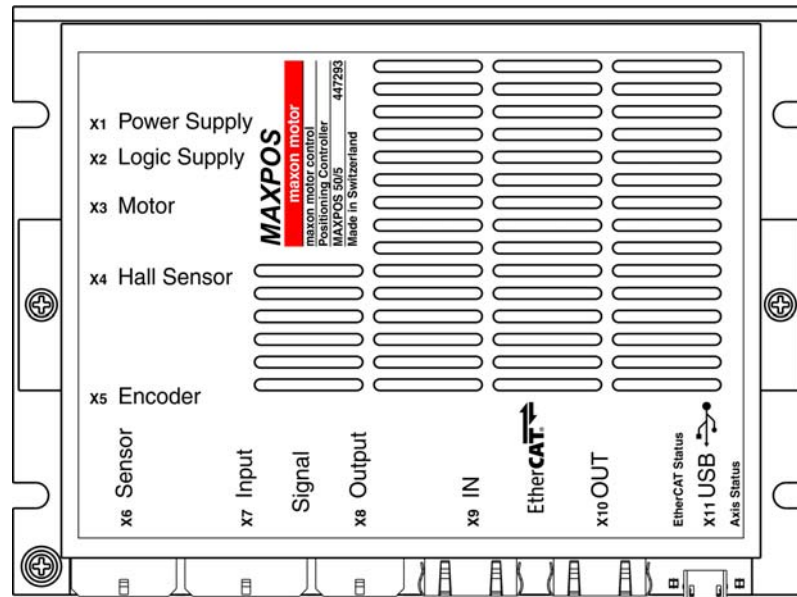 X1 Power Supply
X2 Logic Supply
X3 Motor
X4 Hall Sensor
X5 Encoder
MAXPOS
maxon motor
maxon motor control
Positioning Controller
MAXPOS 50/5 447293
Made in Switzerland
X6 Sensor
X7 Input
Signal
X8 Output
X9 IN
EtherCAT®
X10 OUT
EtherCAT Status
X11 USB
Axis Status